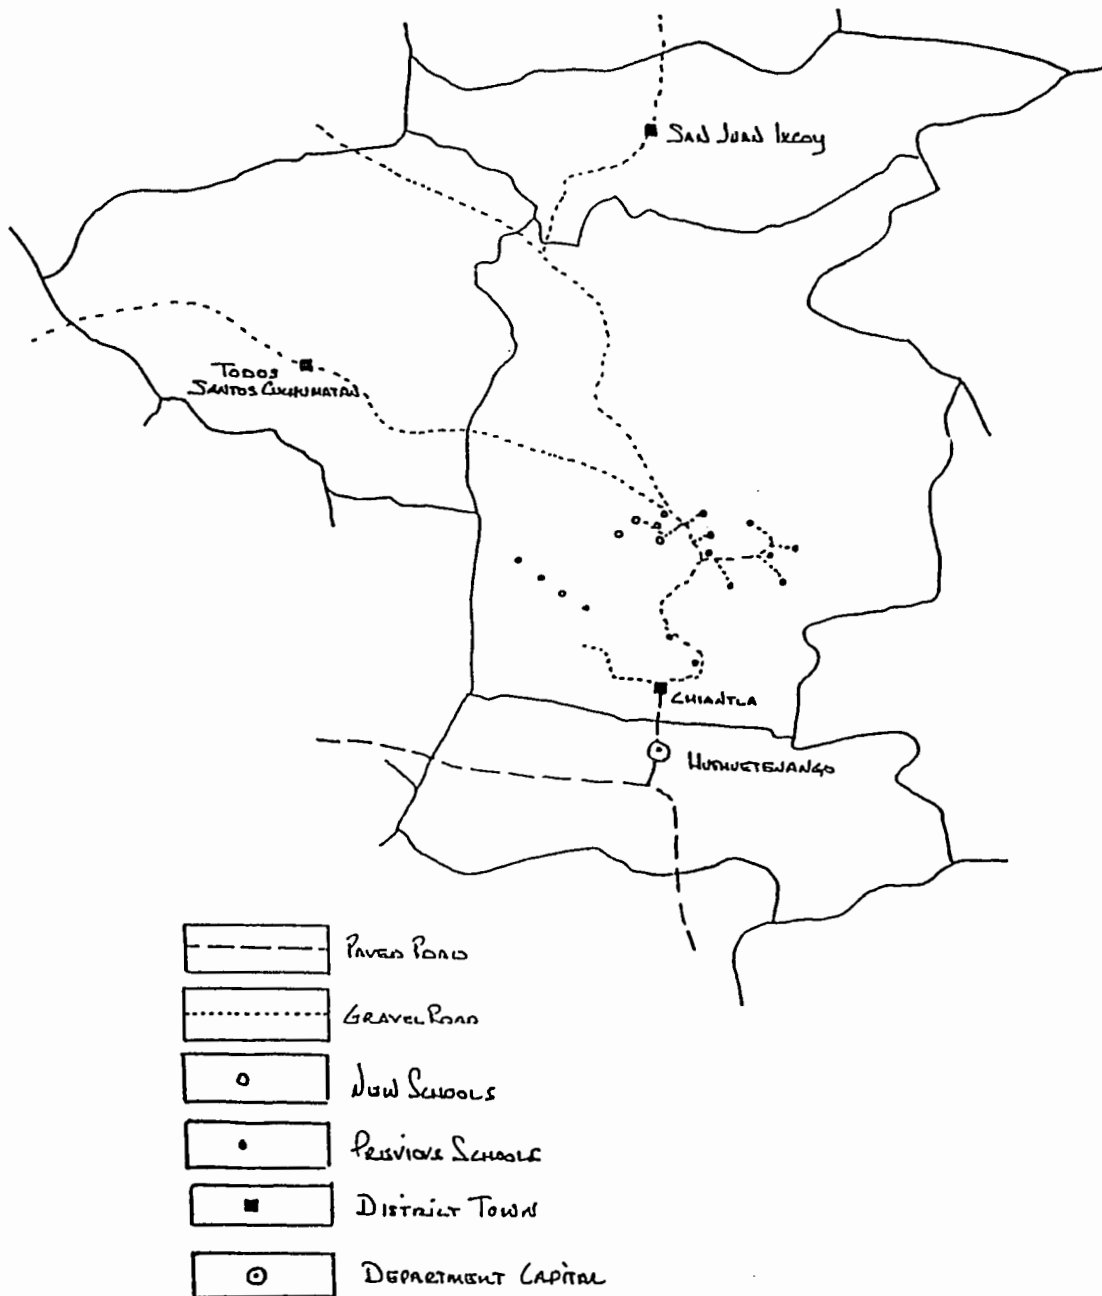 San Juan Ixcoy
Todos
Santos Cuchumatan
Chiantla
Huehuetenango
Paved Road
Gravel Road
New Schools
Previous Schools
District Town
Department Capital